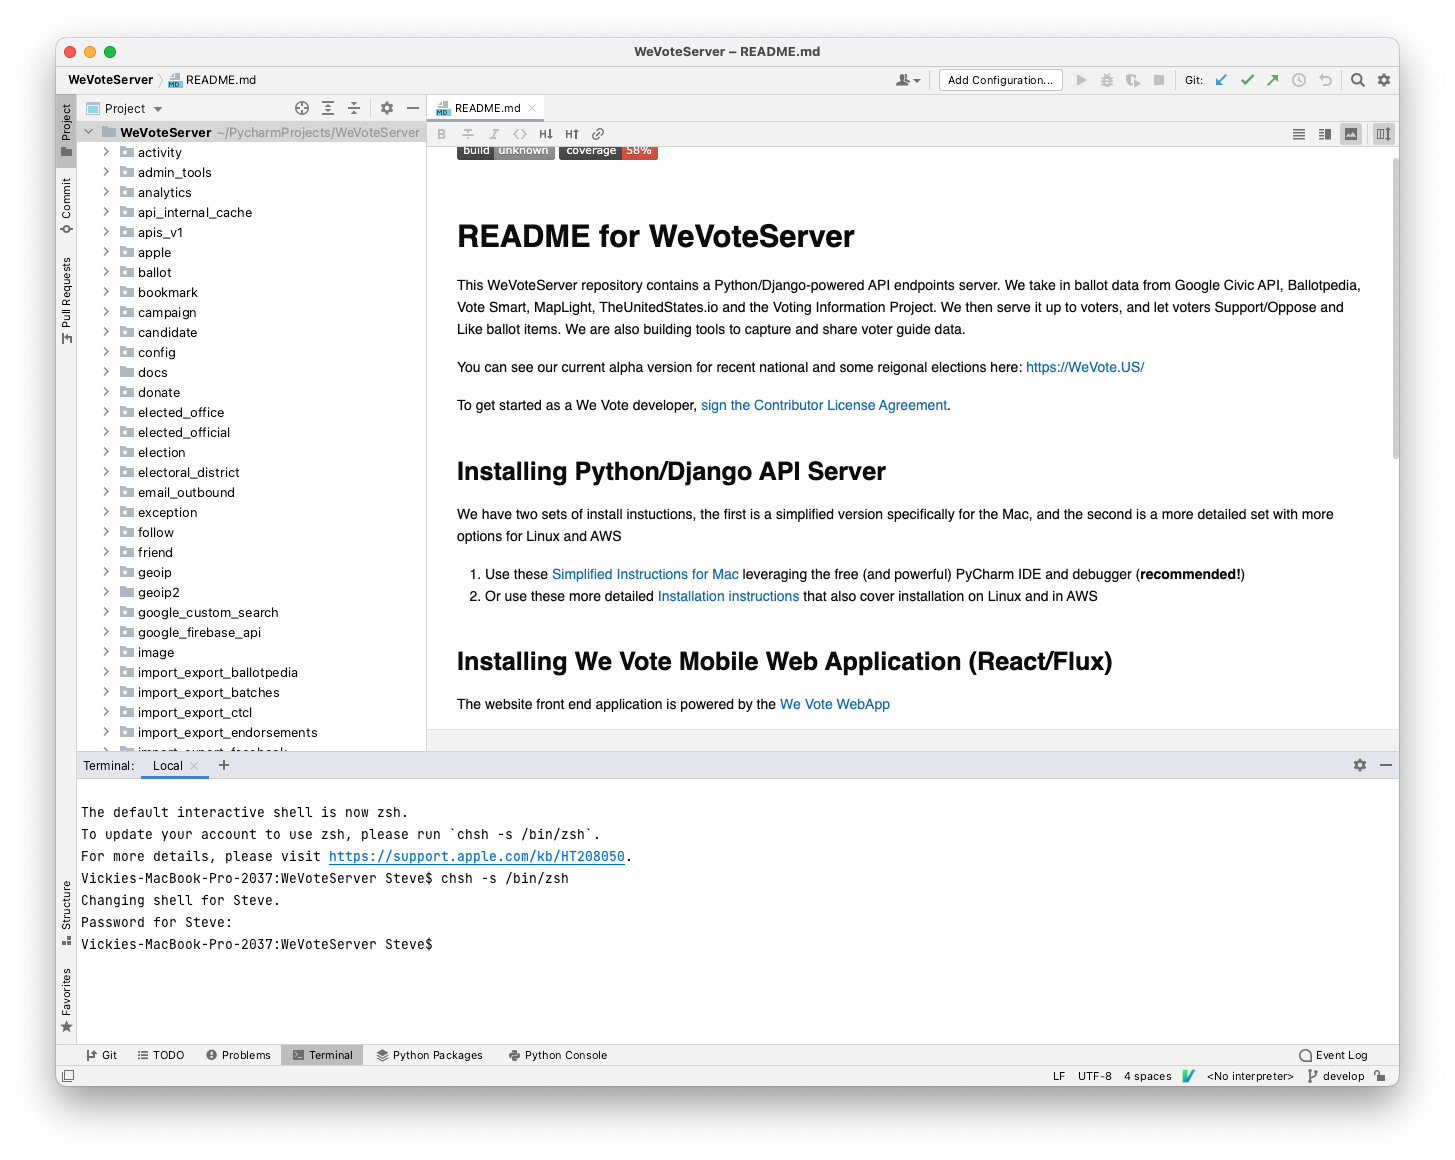 WeVoteServer – README.md
WeVoteServer README.md Add Configuration... Git:
Project
README.md
Project
Commit
Pull Requests
Structure
Favorites
WeVoteServer ~/PycharmProjects/WeVoteServer
activity
admin_tools
analytics
api_internal_cache
apis_v1
apple
ballot
bookmark
campaign
candidate
config
docs
donate
elected_office
elected_official
election
electoral_district
email_outbound
exception
follow
friend
geoip
geoip2
google_custom_search
google_firebase_api
image
import_export_ballotpedia
import_export_batches
import_export_ctcl
import_export_endorsements
import_export_facebook
build unknown coverage 58%
README for WeVoteServer
This WeVoteServer repository contains a Python/Django-powered API endpoints server. We take in ballot data from Google Civic API, Ballotpedia,
Vote Smart, MapLight, TheUnitedStates.io and the Voting Information Project. We then serve it up to voters, and let voters Support/Oppose and
Like ballot items. We are also building tools to capture and share voter guide data.
You can see our current alpha version for recent national and some reigonal elections here: https://WeVote.US/
To get started as a We Vote developer, sign the Contributor License Agreement.
Installing Python/Django API Server
We have two sets of install instuctions, the first is a simplified version specifically for the Mac, and the second is a more detailed set with more
options for Linux and AWS
1. Use these Simplified Instructions for Mac leveraging the free (and powerful) PyCharm IDE and debugger (recommended!)
2. Or use these more detailed Installation instructions that also cover installation on Linux and in AWS
Installing We Vote Mobile Web Application (React/Flux)
The website front end application is powered by the We Vote WebApp
Terminal: Local
The default interactive shell is now zsh.
To update your account to use zsh, please run `chsh -s /bin/zsh`.
For more details, please visit https://support.apple.com/kb/HT208050.
Vickies-MacBook-Pro-2037:WeVoteServer Steve$ chsh -s /bin/zsh
Changing shell for Steve.
Password for Steve:
Vickies-MacBook-Pro-2037:WeVoteServer Steve$
Git TODO Problems Terminal Python Packages Python Console Event Log
LF UTF-8 4 spaces <No interpreter> develop